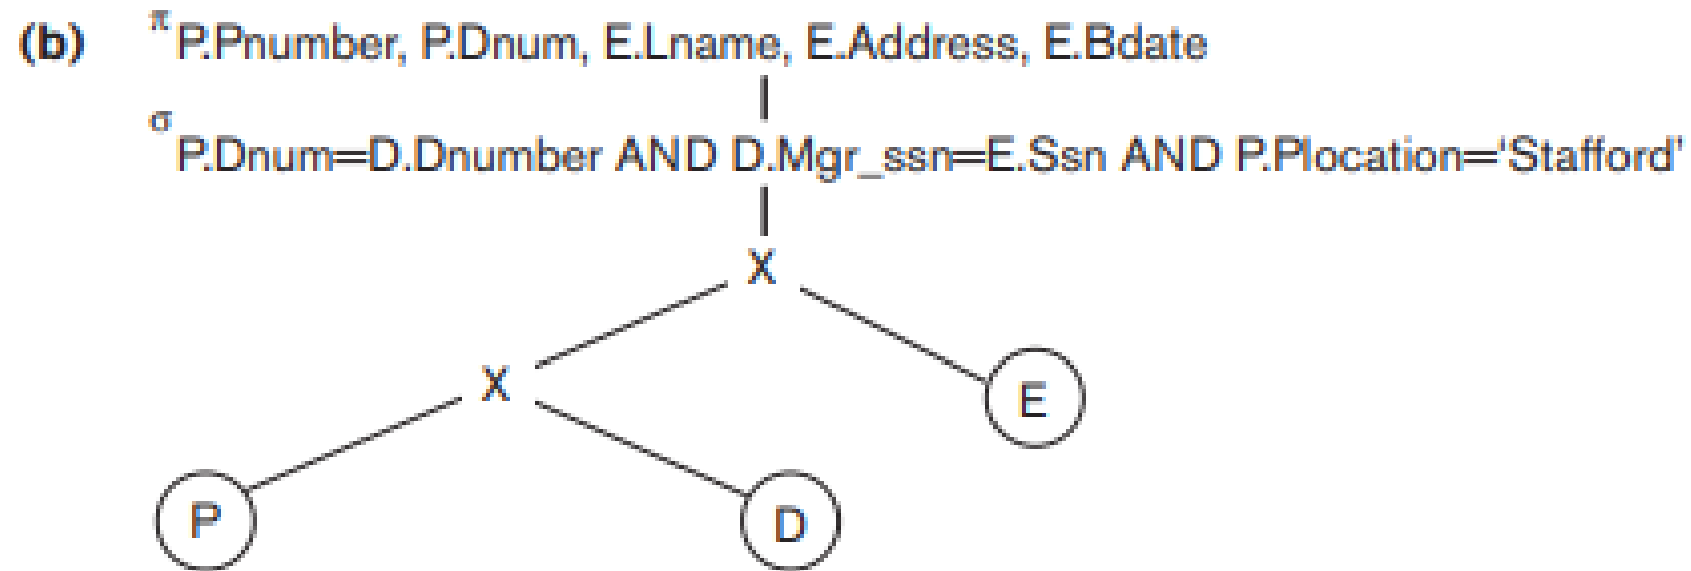 (b) π P.Pnumber, P.Dnum, E.Lname, E.Address, E.Bdate
σ P.Dnum=D.Dnumber AND D.Mgr_ssn=E.Ssn AND P.Plocation=‘Stafford’
X
X
E
P
D